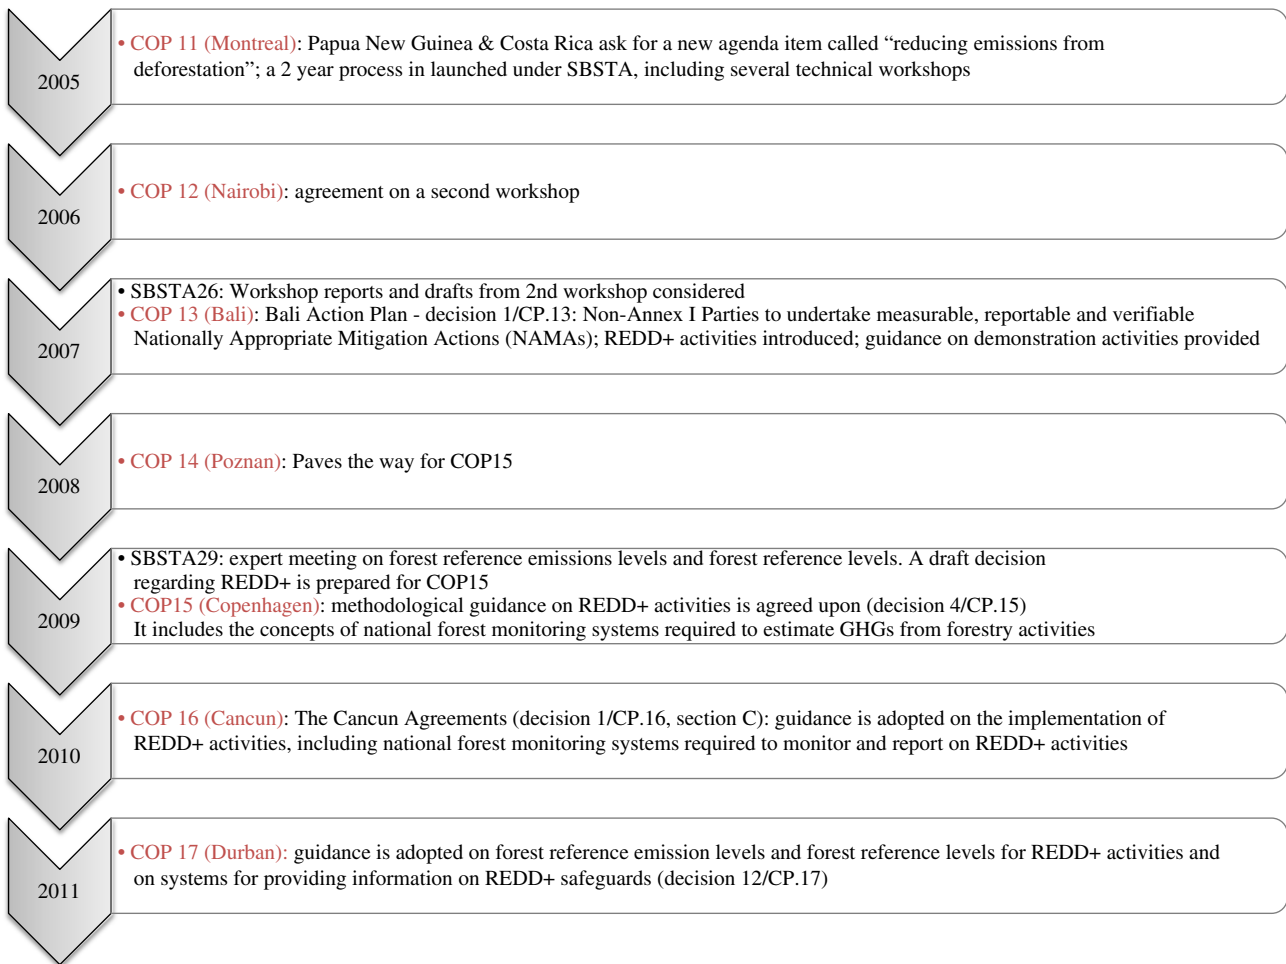 2005
• COP 11 (Montreal): Papua New Guinea & Costa Rica ask for a new agenda item called “reducing emissions from
deforestation”; a 2 year process in launched under SBSTA, including several technical workshops
2006
• COP 12 (Nairobi): agreement on a second workshop
2007
• SBSTA26: Workshop reports and drafts from 2nd workshop considered
• COP 13 (Bali): Bali Action Plan - decision 1/CP.13: Non-Annex I Parties to undertake measurable, reportable and verifiable
Nationally Appropriate Mitigation Actions (NAMAs); REDD+ activities introduced; guidance on demonstration activities provided
2008
• COP 14 (Poznan): Paves the way for COP15
2009
• SBSTA29: expert meeting on forest reference emissions levels and forest reference levels. A draft decision
regarding REDD+ is prepared for COP15
• COP15 (Copenhagen): methodological guidance on REDD+ activities is agreed upon (decision 4/CP.15)
It includes the concepts of national forest monitoring systems required to estimate GHGs from forestry activities
2010
• COP 16 (Cancun): The Cancun Agreements (decision 1/CP.16, section C): guidance is adopted on the implementation of
REDD+ activities, including national forest monitoring systems required to monitor and report on REDD+ activities
2011
• COP 17 (Durban): guidance is adopted on forest reference emission levels and forest reference levels for REDD+ activities and
on systems for providing information on REDD+ safeguards (decision 12/CP.17)